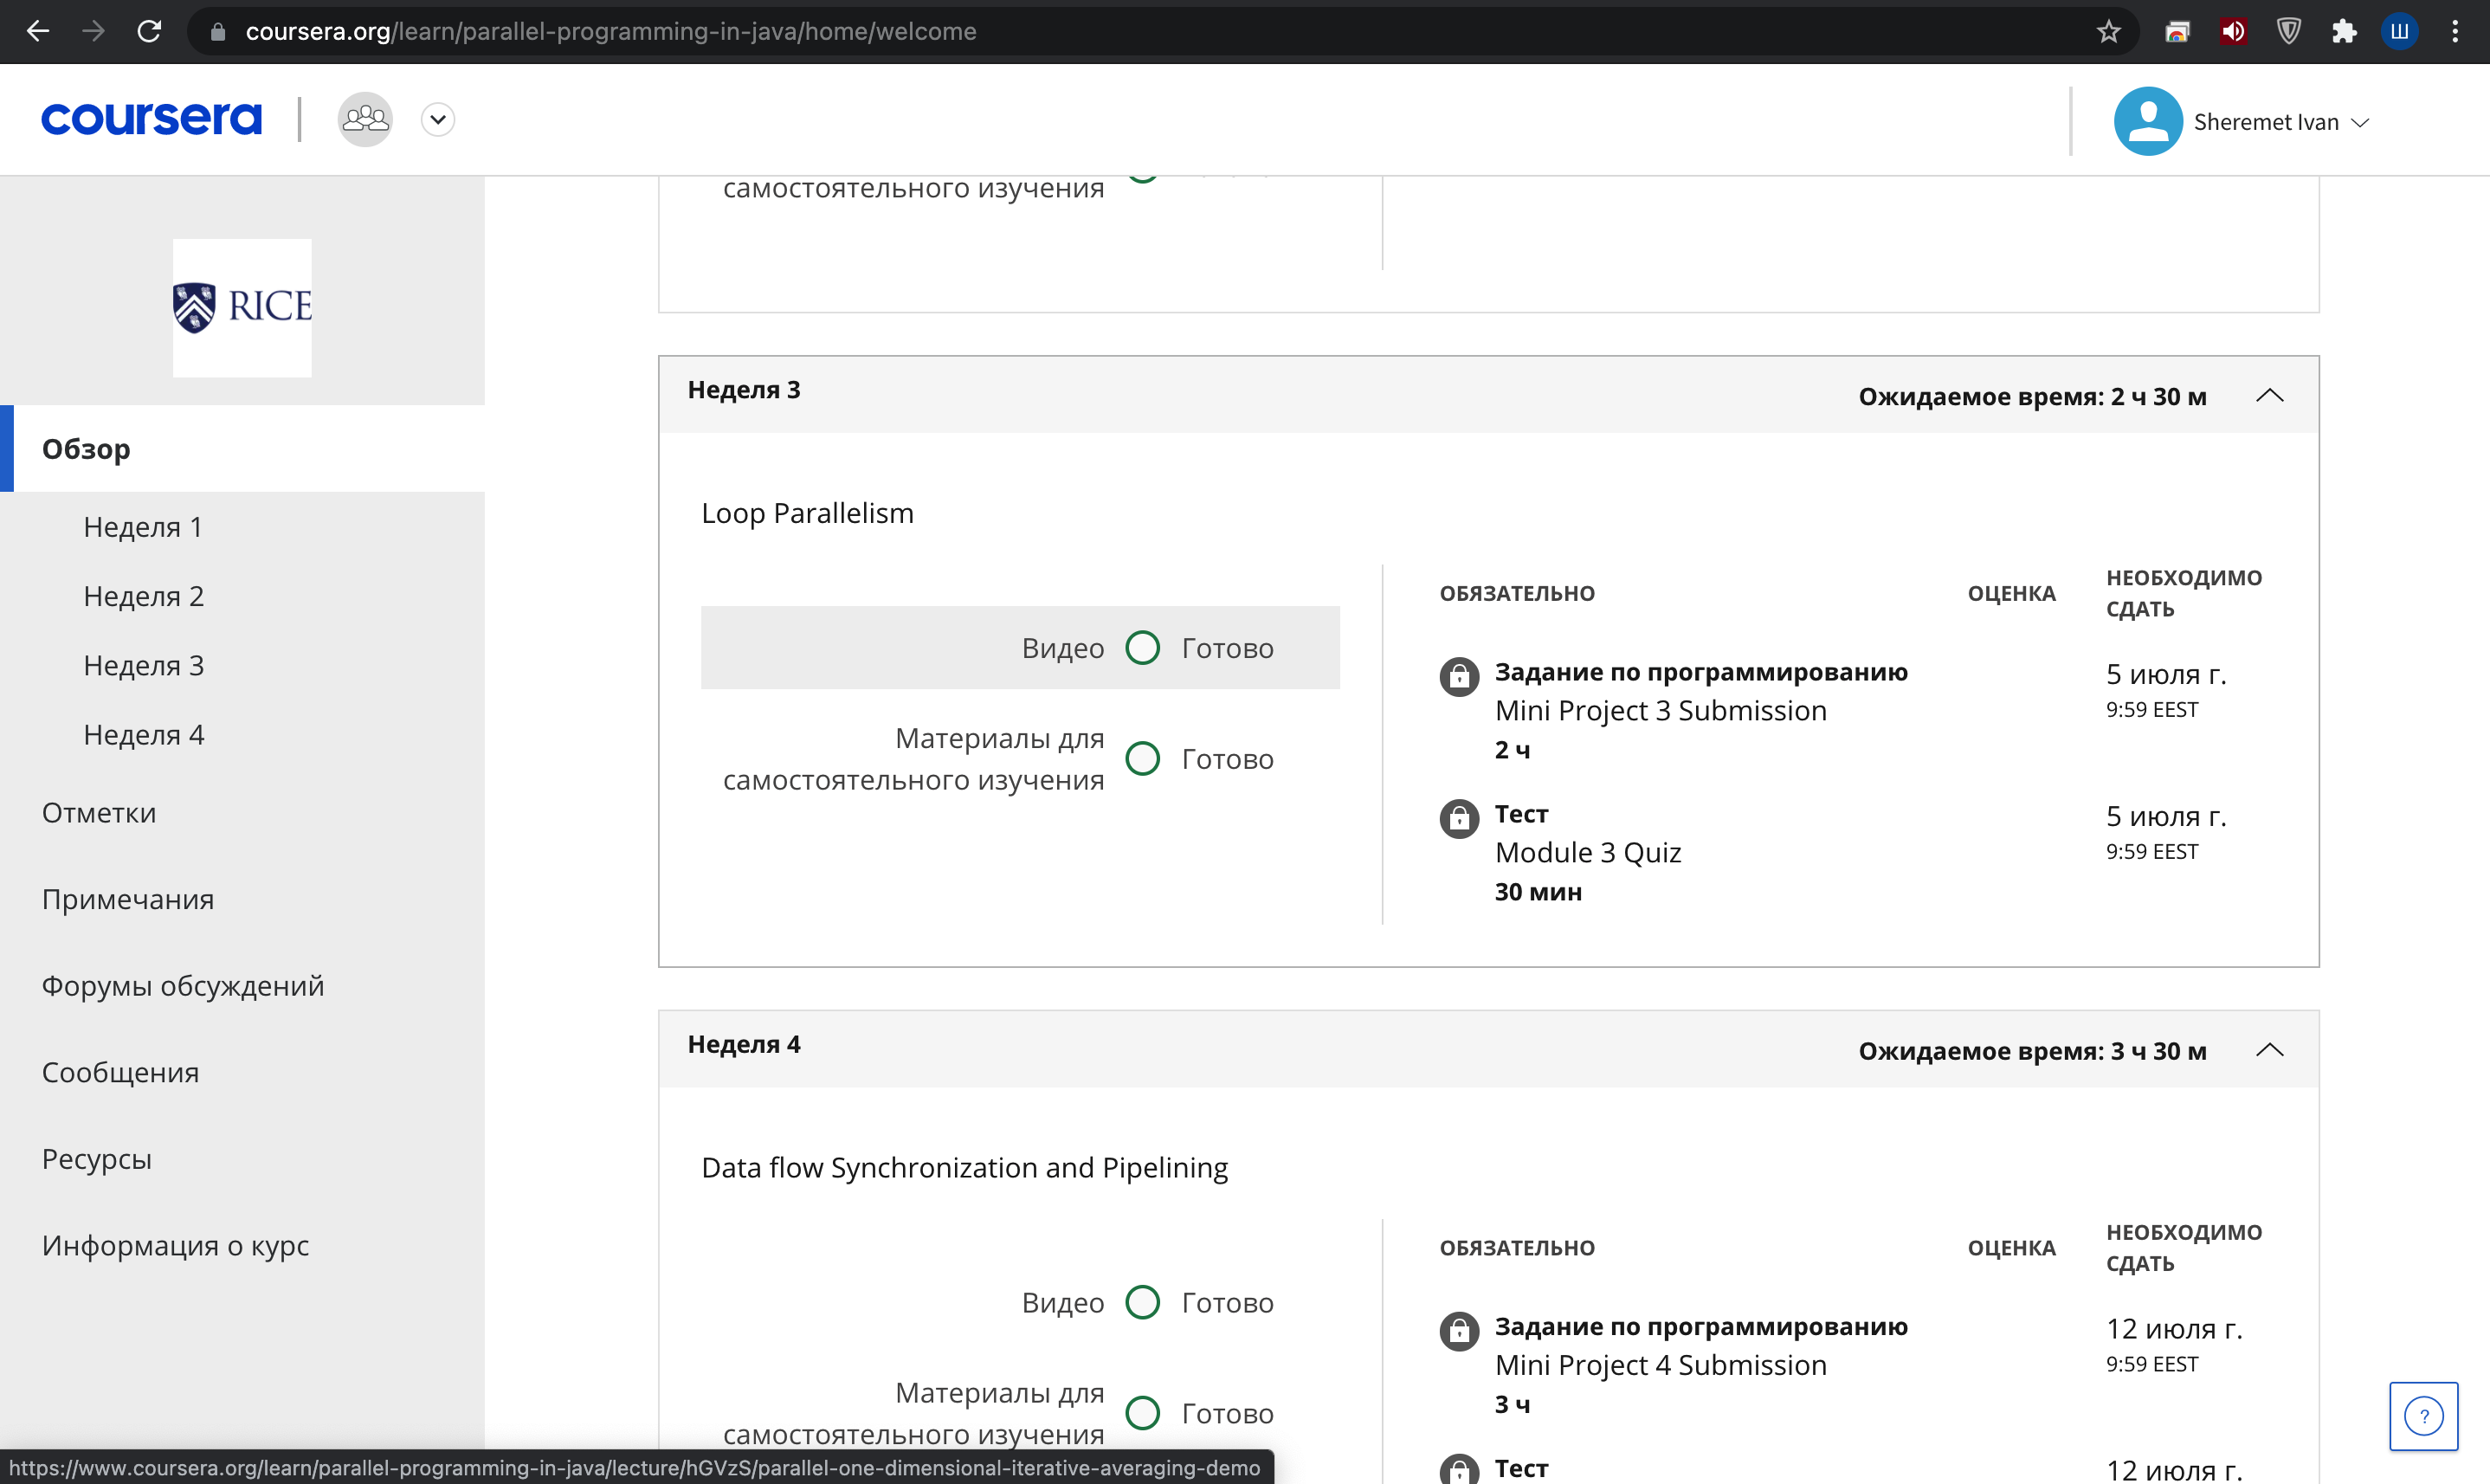 coursera.org/learn/parallel-programming-in-java/home/welcome
Ш
coursera
Sheremet Ivan
RICE
Обзор
Неделя 1
Неделя 2
Неделя 3
Неделя 4
Отметки
Примечания
Форумы обсуждений
Сообщения
Ресурсы
Информация о курс
самостоятельного изучения
Неделя 3
Ожидаемое время: 2 ч 30 м
Loop Parallelism
Видео Готово
Материалы для
самостоятельного изучения
Готово
ОБЯЗАТЕЛЬНО
ОЦЕНКА
НЕОБХОДИМО
СДАТЬ
Задание по программированию
Mini Project 3 Submission
2 ч
5 июля г.
9:59 EEST
Тест
Module 3 Quiz
30 мин
5 июля г.
9:59 EEST
Неделя 4
Ожидаемое время: 3 ч 30 м
Data flow Synchronization and Pipelining
Видео Готово
Материалы для
самостоятельного изучения
Готово
ОБЯЗАТЕЛЬНО
ОЦЕНКА
НЕОБХОДИМО
СДАТЬ
Задание по программированию
Mini Project 4 Submission
3 ч
12 июля г.
9:59 EEST
Тест
12 июля г.
?
https://www.coursera.org/learn/parallel-programming-in-java/lecture/hGVzS/parallel-one-dimensional-iterative-averaging-demo